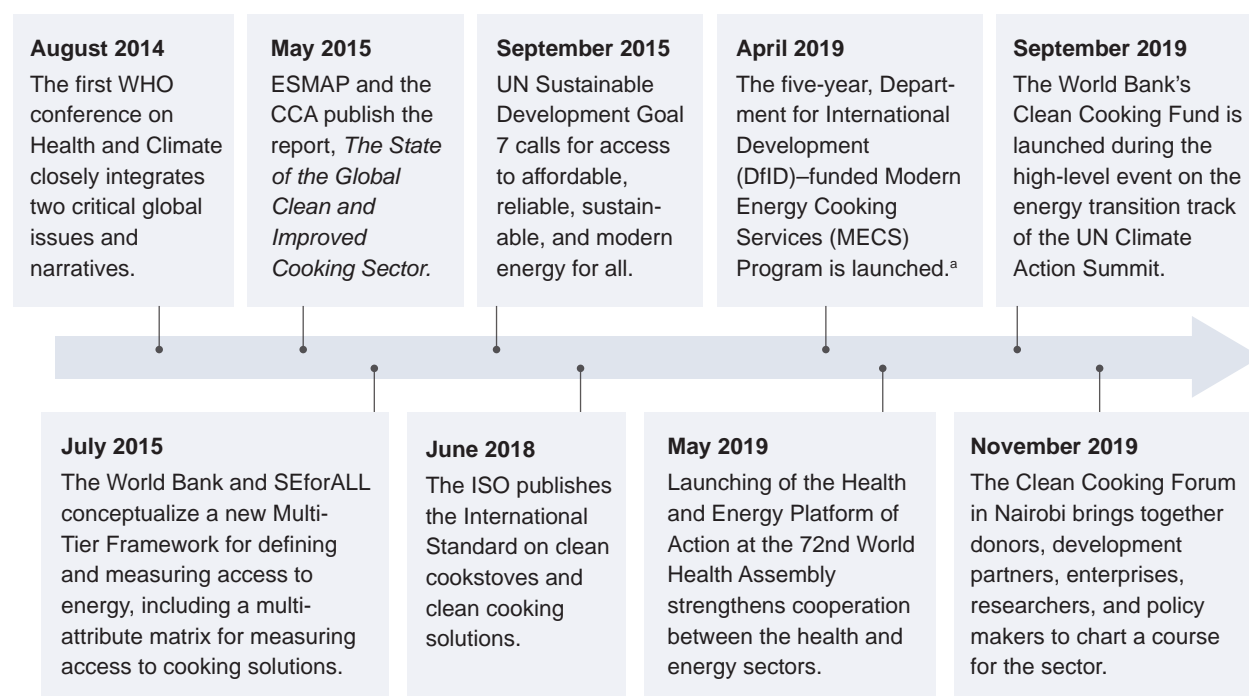 August 2014
The first WHO
conference on
Health and Climate
closely integrates
two critical global
issues and
narratives.
May 2015
ESMAP and the
CCA publish the
report, The State
of the Global
Clean and
Improved
Cooking Sector.
September 2015
UN Sustainable
Development Goal
7 calls for access
to affordable,
reliable, sustain-
able, and modern
energy for all.
April 2019
The five-year, Depart-
ment for International
Development
(DfID)–funded Modern
Energy Cooking
Services (MECS)
Program is launched.ᵃ
September 2019
The World Bank’s
Clean Cooking Fund is
launched during the
high-level event on the
energy transition track
of the UN Climate
Action Summit.
July 2015
The World Bank and SEforALL
conceptualize a new Multi-
Tier Framework for defining
and measuring access to
energy, including a multi-
attribute matrix for measuring
access to cooking solutions.
June 2018
The ISO publishes
the International
Standard on clean
cookstoves and
clean cooking
solutions.
May 2019
Launching of the Health
and Energy Platform of
Action at the 72nd World
Health Assembly
strengthens cooperation
between the health and
energy sectors.
November 2019
The Clean Cooking Forum
in Nairobi brings together
donors, development
partners, enterprises,
researchers, and policy
makers to chart a course
for the sector.